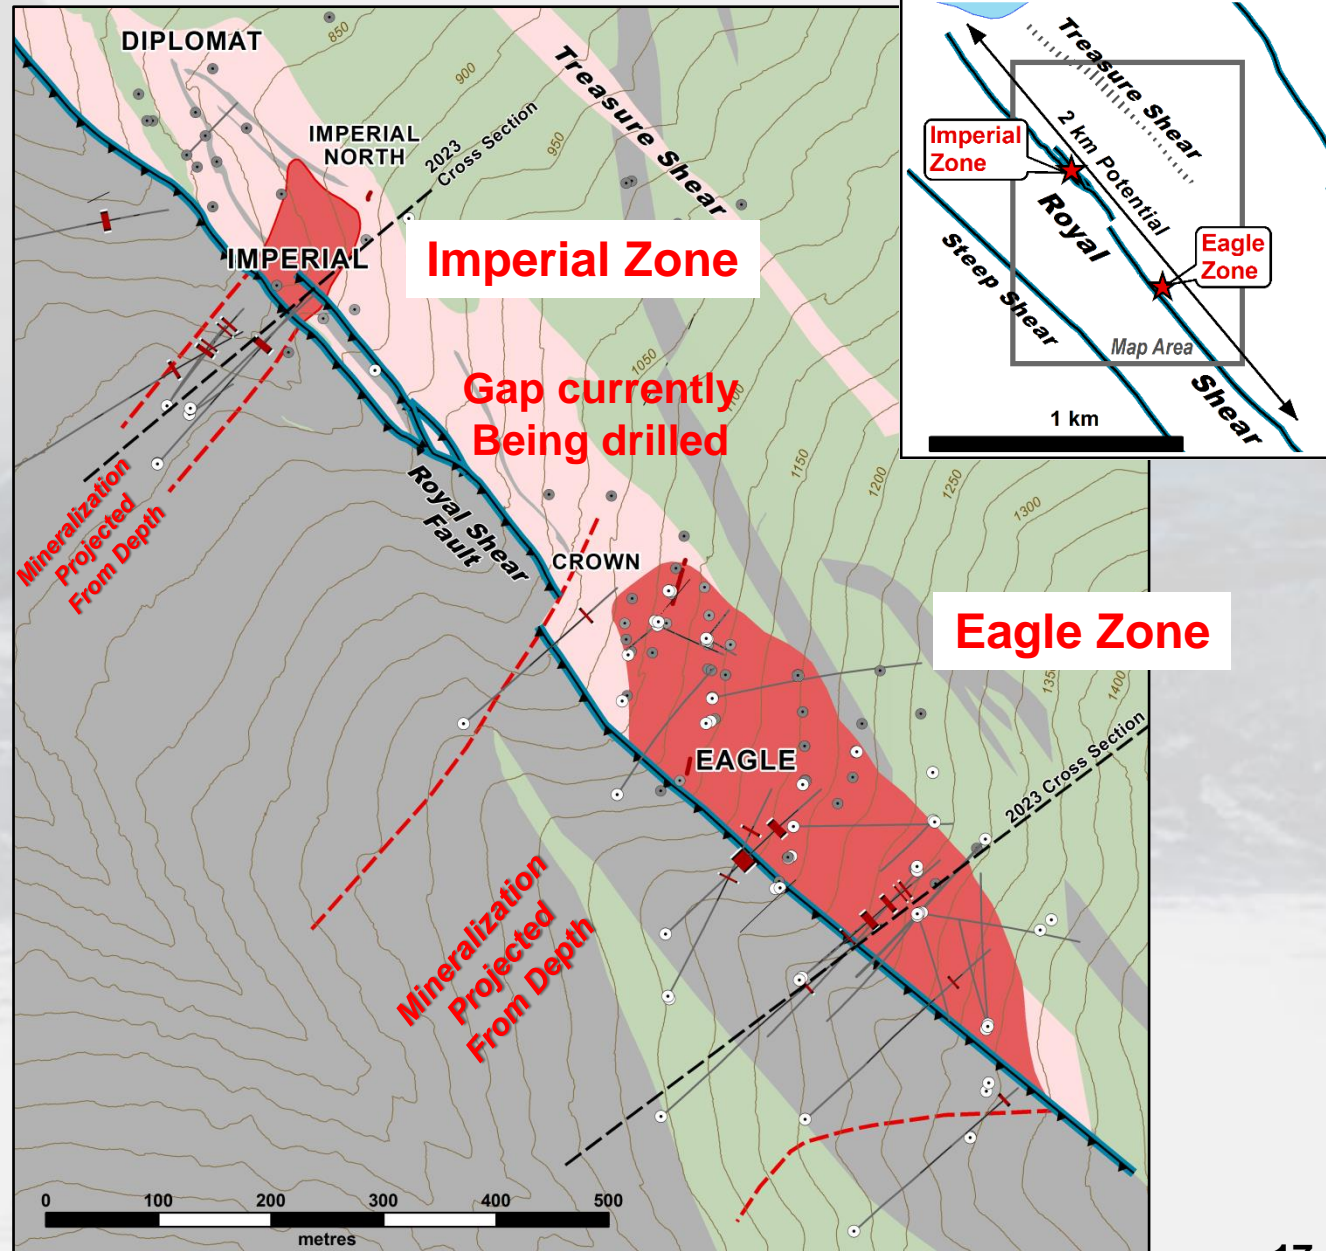 DIPLOMAT
850
900
950
IMPERIAL
NORTH
2023
Cross Section
Treasure Shear
IMPERIAL
Imperial Zone
Gap currently
Being drilled
1050
1100
1150
1200
1250
1300
Mineralization
Projected
From Depth
Royal Shear
Fault
CROWN
Eagle Zone
1350
1400
EAGLE
2023 Cross Section
Mineralization
Projected
From Depth
0
100
200
300
400
500
metres
Treasure Shear
Imperial
Zone
2 km Potential
Royal
Shear
Steep Shear
Eagle
Zone
Map Area
1 km